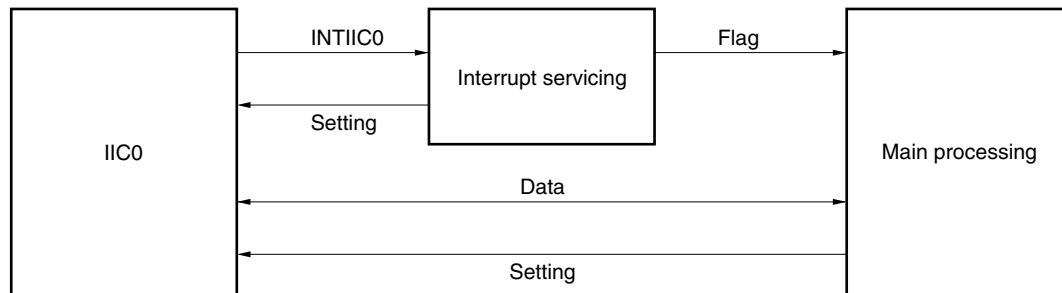 INTIIC0
Flag
Interrupt servicing
Setting
IIC0
Main processing
Data
Setting